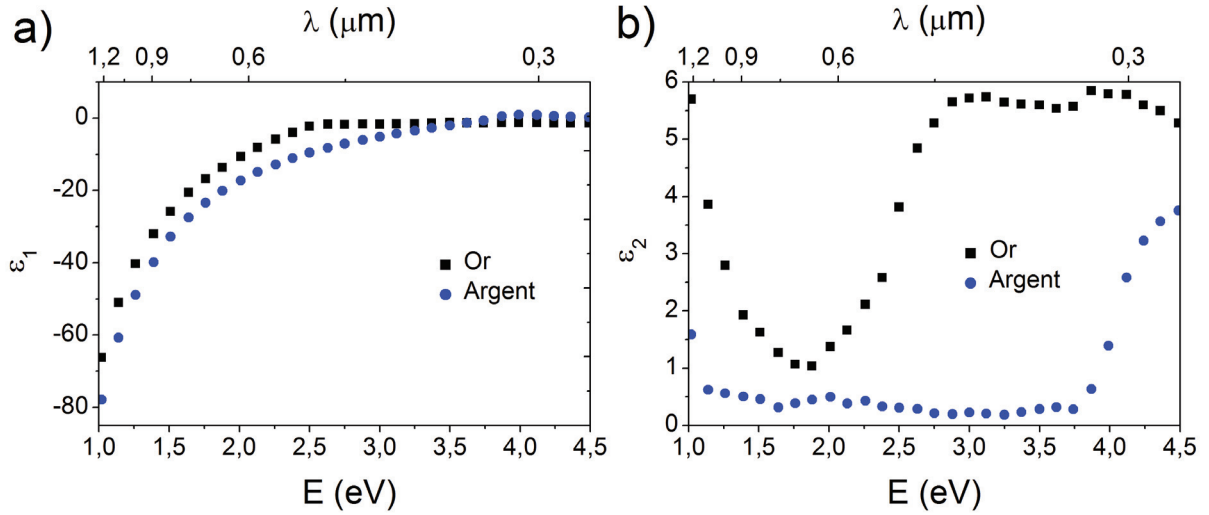 a)
λ (μm)
1,2 0,9 0,6 0,3
0
-20
-40
-60
-80
ε1
Or
Argent
1,0 1,5 2,0 2,5 3,0 3,5 4,0 4,5
E (eV)
b)
λ (μm)
1,2 0,9 0,6 0,3
6
5
4
3
2
1
0
ε2
Or
Argent
1,0 1,5 2,0 2,5 3,0 3,5 4,0 4,5
E (eV)